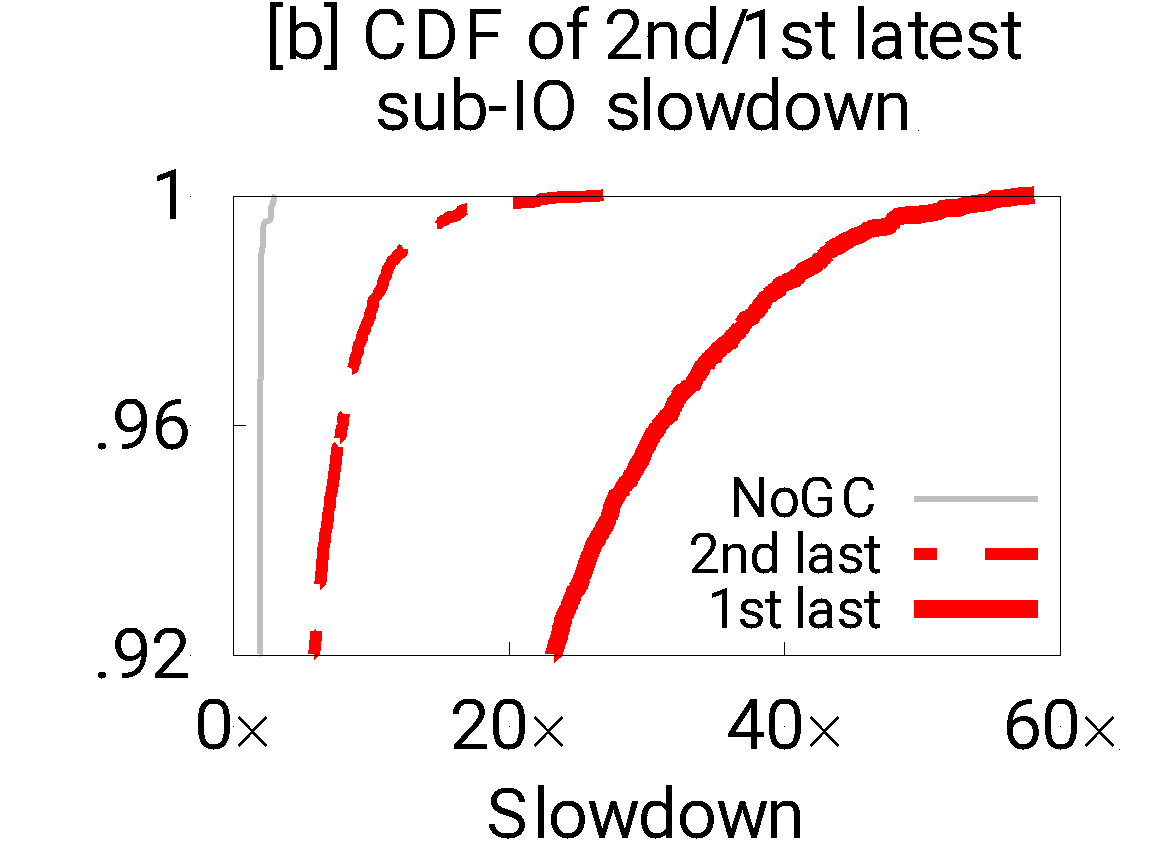 [b] CDF of 2nd/1st latest
sub-IO slowdown
1
.96
.92
NoGC
2nd last
1st last
0× 20× 40× 60×
Slowdown